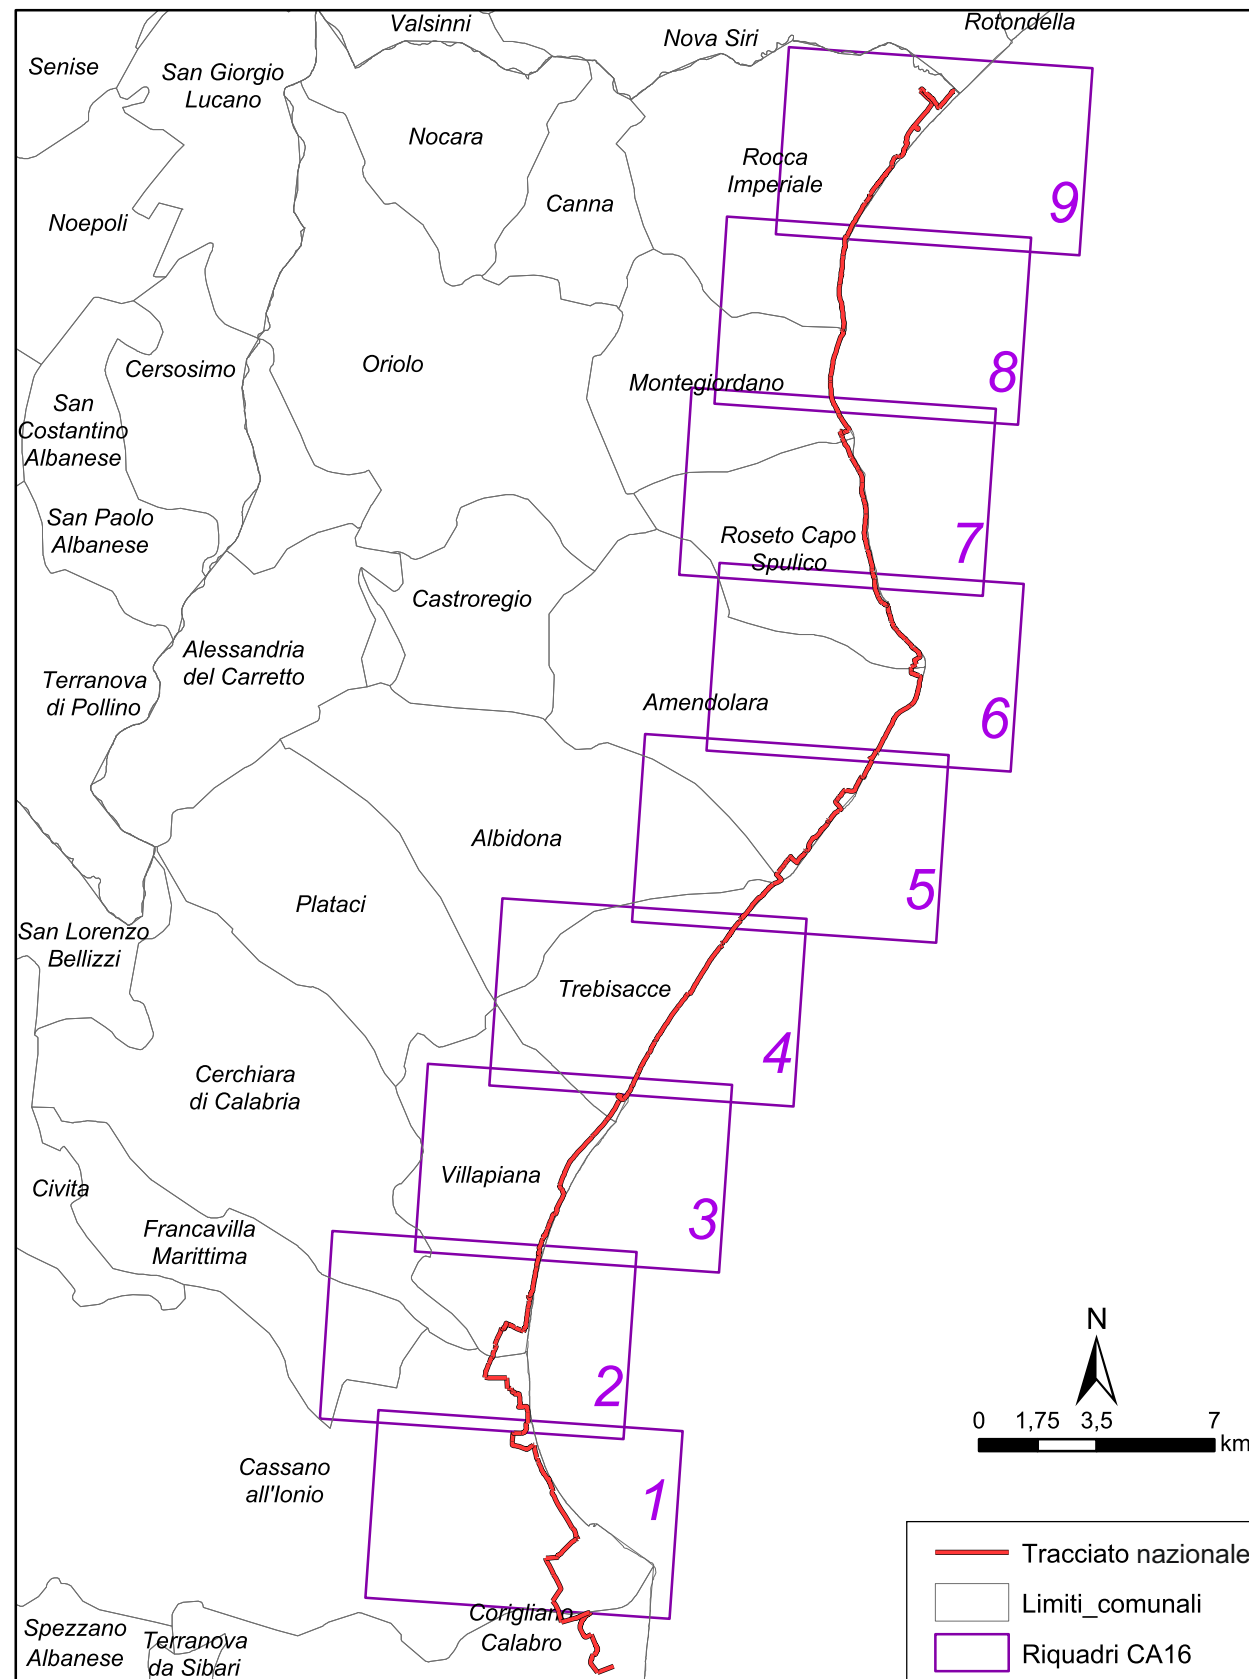 Valsinni
Rotondella
Nova Siri
Senise
San Giorgio
Lucano
Nocara
Rocca
Imperiale
Canna
9
Noepoli
Oriolo
Cersosimo
Montegiordano
8
San
Costantino
Albanese
San Paolo
Albanese
Roseto Capo
Spulico
7
Castroregio
Alessandria
del Carretto
Terranova
di Pollino
Amendolara
6
Albidona
5
Plataci
San Lorenzo
Bellizzi
Trebisacce
4
Cerchiara
di Calabria
Villapiana
3
Civita
Francavilla
Marittima
2
N
0 1,75 3,5 7
km
Cassano
all'Ionio
1
Corigliano
Calabro
Spezzano
Albanese
Terranova
da Sibari
Tracciato nazionale
Limiti_comunali
Riquadri CA16